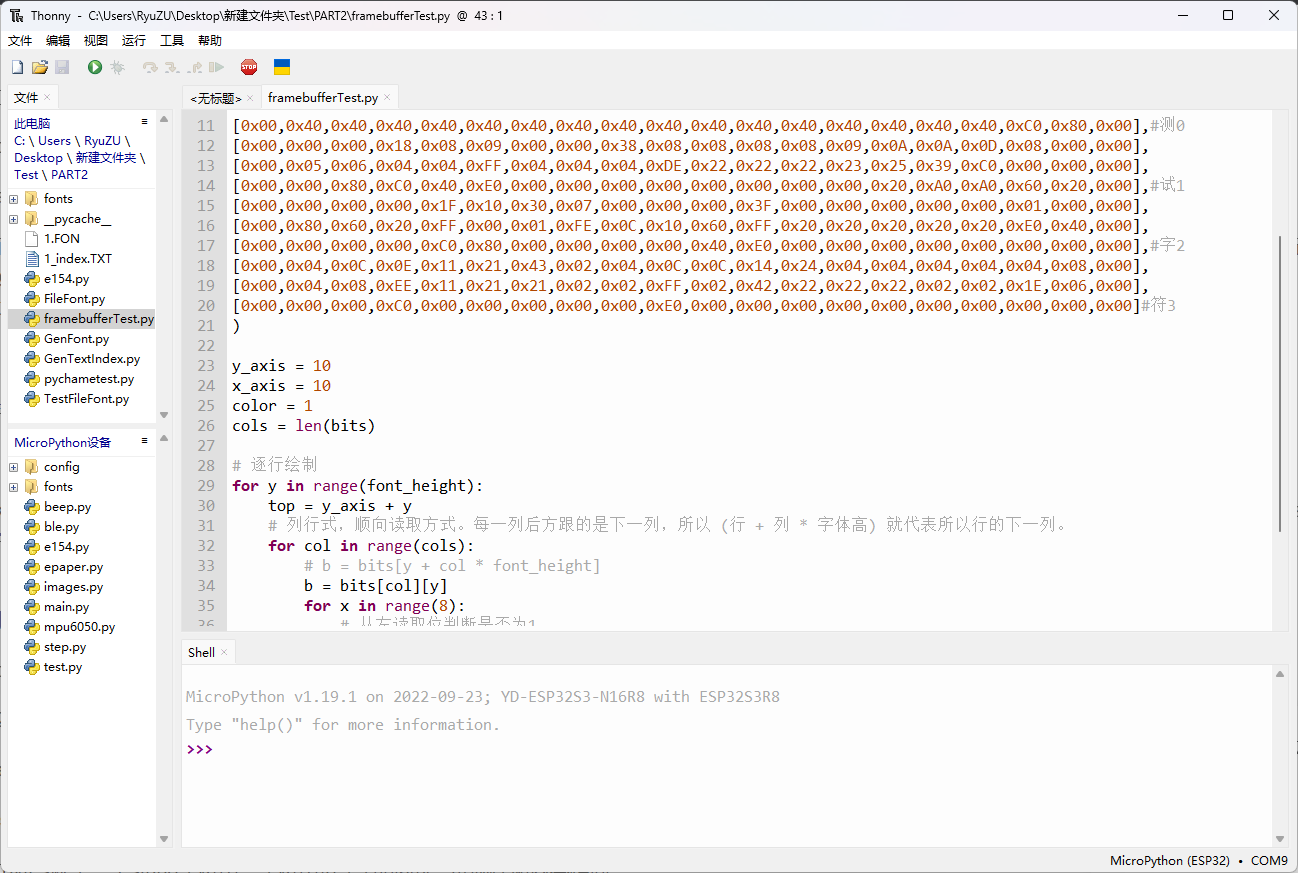 Thonny - C:\Users\RyuZU\Desktop\新建文件夹\Test\PART2\framebufferTest.py @ 43 : 1
文件 编辑 视图 运行 工具 帮助
STOP
文件 ×
此电脑
C: \ Users \ RyuZU \
Desktop \ 新建文件夹 \
Test \ PART2
fonts
__pycache__
1.FON
1_index.TXT
e154.py
FileFont.py
framebufferTest.py
GenFont.py
GenTextIndex.py
pychametest.py
TestFileFont.py
MicroPython设备
config
fonts
beep.py
ble.py
e154.py
epaper.py
images.py
main.py
mpu6050.py
step.py
test.py
<无标题> × framebufferTest.py ×
11 [0x00,0x40,0x40,0x40,0x40,0x40,0x40,0x40,0x40,0x40,0x40,0x40,0x40,0x40,0x40,0x40,0x40,0xC0,0x80,0x00],#测0
12 [0x00,0x00,0x00,0x18,0x08,0x09,0x00,0x00,0x38,0x08,0x08,0x08,0x08,0x09,0x0A,0x0A,0x0D,0x08,0x00,0x00],
13 [0x00,0x05,0x06,0x04,0x04,0xFF,0x04,0x04,0x04,0xDE,0x22,0x22,0x22,0x23,0x25,0x39,0xC0,0x00,0x00,0x00],
14 [0x00,0x00,0x80,0xC0,0x40,0xE0,0x00,0x00,0x00,0x00,0x00,0x00,0x00,0x00,0x20,0xA0,0xA0,0x60,0x20,0x00],#试1
15 [0x00,0x00,0x00,0x00,0x1F,0x10,0x30,0x07,0x00,0x00,0x00,0x3F,0x00,0x00,0x00,0x00,0x00,0x01,0x00,0x00],
16 [0x00,0x80,0x60,0x20,0xFF,0x00,0x01,0xFE,0x0C,0x10,0x60,0xFF,0x20,0x20,0x20,0x20,0x20,0xE0,0x40,0x00],
17 [0x00,0x00,0x00,0x00,0xC0,0x80,0x00,0x00,0x00,0x00,0x40,0xE0,0x00,0x00,0x00,0x00,0x00,0x00,0x00,0x00],#字2
18 [0x00,0x04,0x0C,0x0E,0x11,0x21,0x43,0x02,0x04,0x0C,0x0C,0x14,0x24,0x04,0x04,0x04,0x04,0x04,0x08,0x00],
19 [0x00,0x04,0x08,0xEE,0x11,0x21,0x21,0x02,0x02,0xFF,0x02,0x42,0x22,0x22,0x22,0x02,0x02,0x1E,0x06,0x00],
20 [0x00,0x00,0x00,0xC0,0x00,0x00,0x00,0x00,0x00,0xE0,0x00,0x00,0x00,0x00,0x00,0x00,0x00,0x00,0x00,0x00]#符3
21 )
22
23 y_axis = 10
24 x_axis = 10
25 color = 1
26 cols = len(bits)
27
28 # 逐行绘制
29 for y in range(font_height):
30 top = y_axis + y
31 # 列行式，顺向读取方式。每一列后方跟的是下一列，所以 (行 + 列 * 字体高) 就代表所以行的下一列。
32 for col in range(cols):
33 # b = bits[y + col * font_height]
34 b = bits[col][y]
35 for x in range(8):
36 # 从左读取位判断是否为1
Shell ×
MicroPython v1.19.1 on 2022-09-23; YD-ESP32S3-N16R8 with ESP32S3R8
Type "help()" for more information.
>>>
MicroPython (ESP32) • COM9